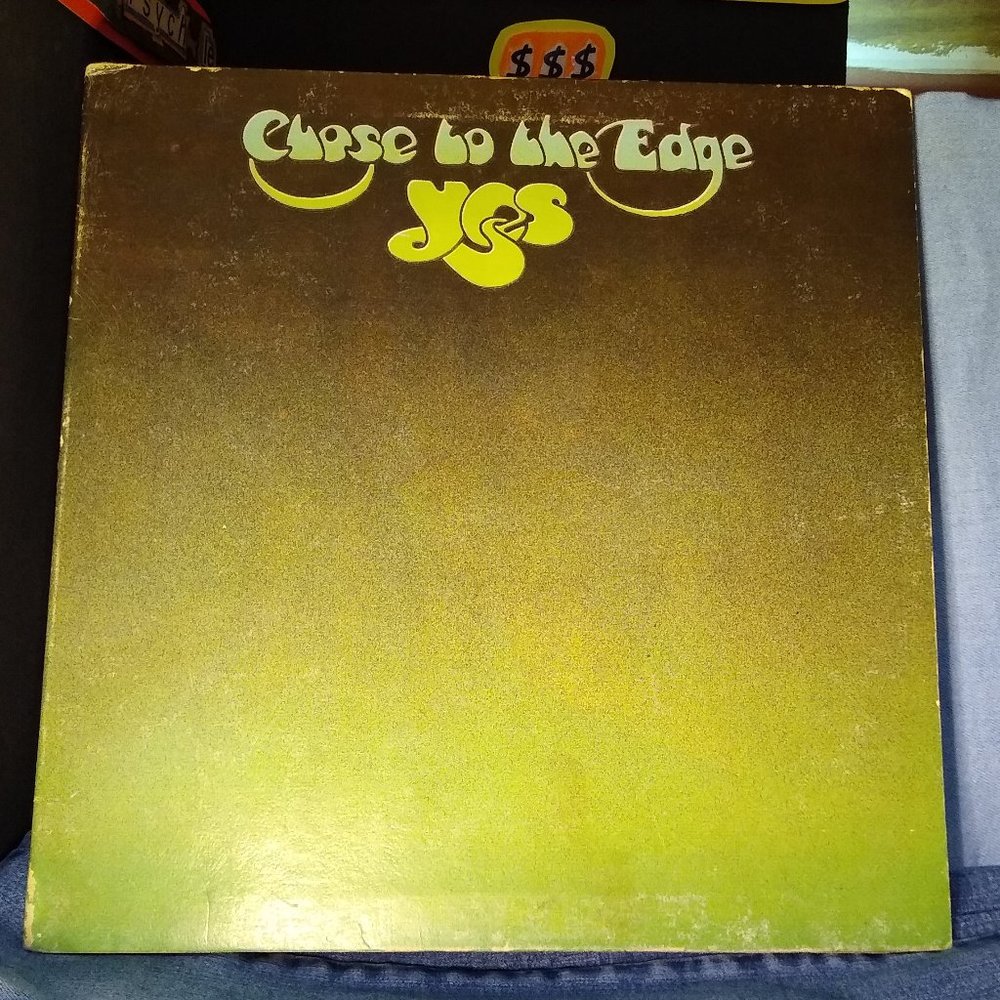 $$$
Close to the Edge
yes